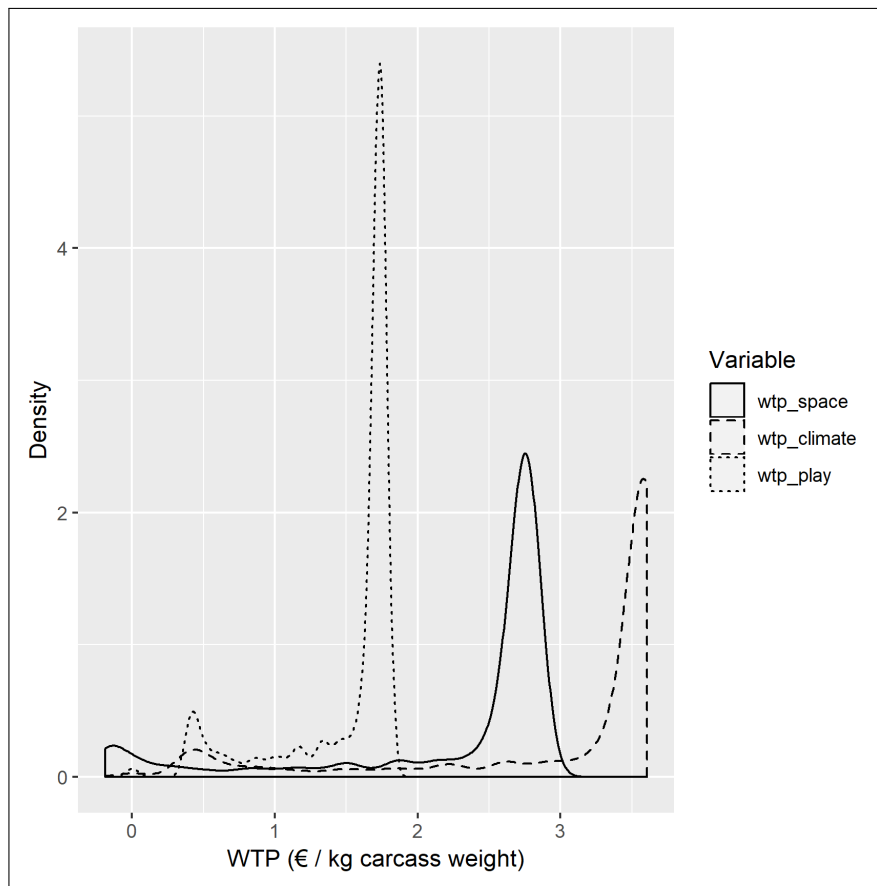 4
2
0
Density
0
1
2
3
WTP (€ / kg carcass weight)
Variable
wtp_space
wtp_climate
wtp_play